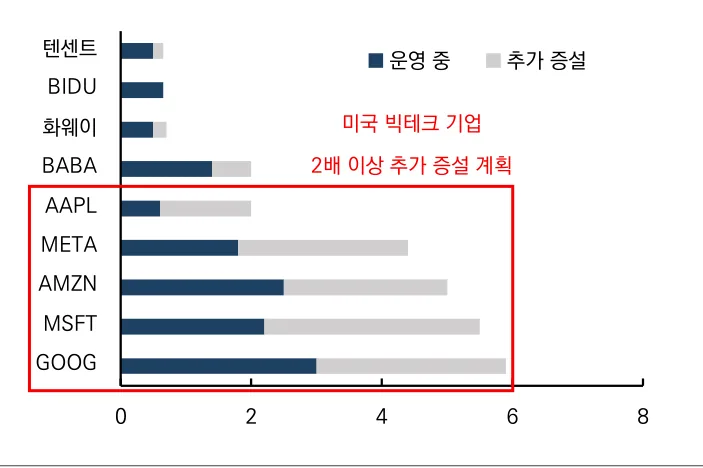 텐센트
운영 중
추가 증설
BIDU
화웨이
미국 빅테크 기업
BABA
2배 이상 추가 증설 계획
AAPL
META
AMZN
MSFT
GOOG
0 2 4 6 8